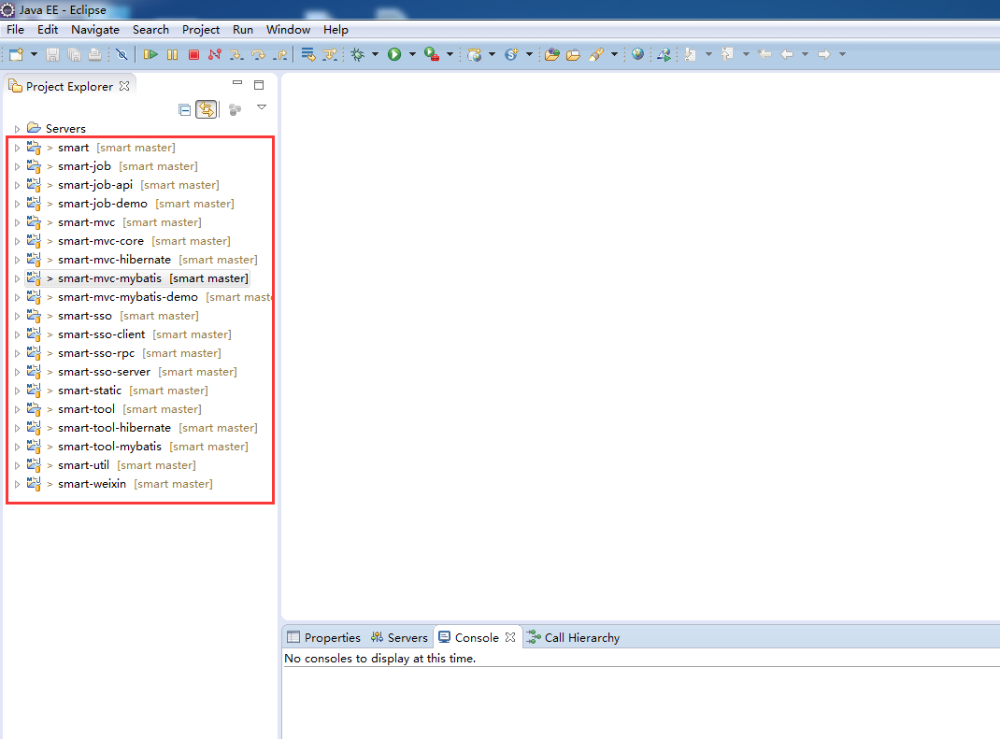 Java EE - Eclipse
File Edit Navigate Search Project Run Window Help
Project Explorer
Servers
> smart [smart master]
> smart-job [smart master]
> smart-job-api [smart master]
> smart-job-demo [smart master]
> smart-mvc [smart master]
> smart-mvc-core [smart master]
> smart-mvc-hibernate [smart master]
> smart-mvc-mybatis [smart master]
> smart-mvc-mybatis-demo [smart maste
> smart-sso [smart master]
> smart-sso-client [smart master]
> smart-sso-rpc [smart master]
> smart-sso-server [smart master]
> smart-static [smart master]
> smart-tool [smart master]
> smart-tool-hibernate [smart master]
> smart-tool-mybatis [smart master]
> smart-util [smart master]
> smart-weixin [smart master]
Properties Servers Console Call Hierarchy
No consoles to display at this time.